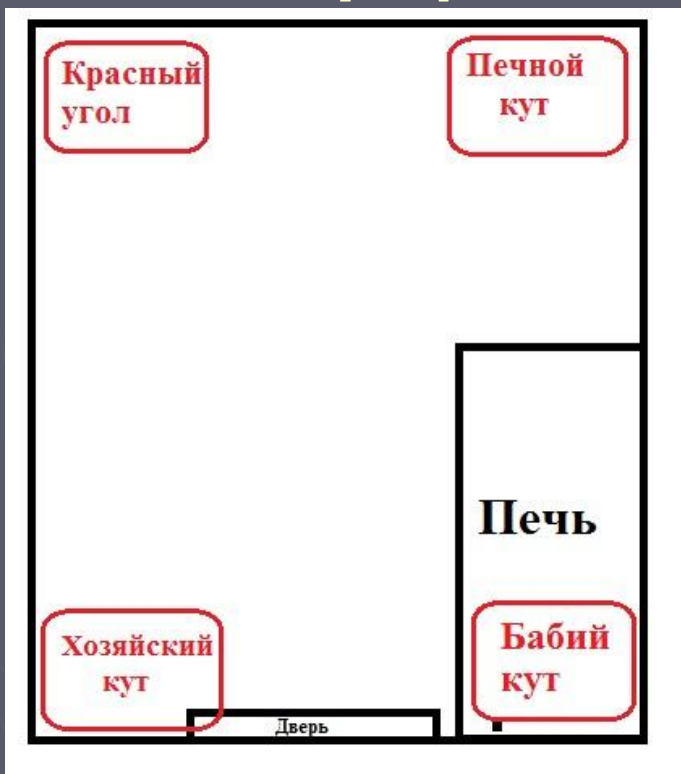 Красный
угол
Печной
кут
Печь
Хозяйский
кут
Бабий
кут
Дверь